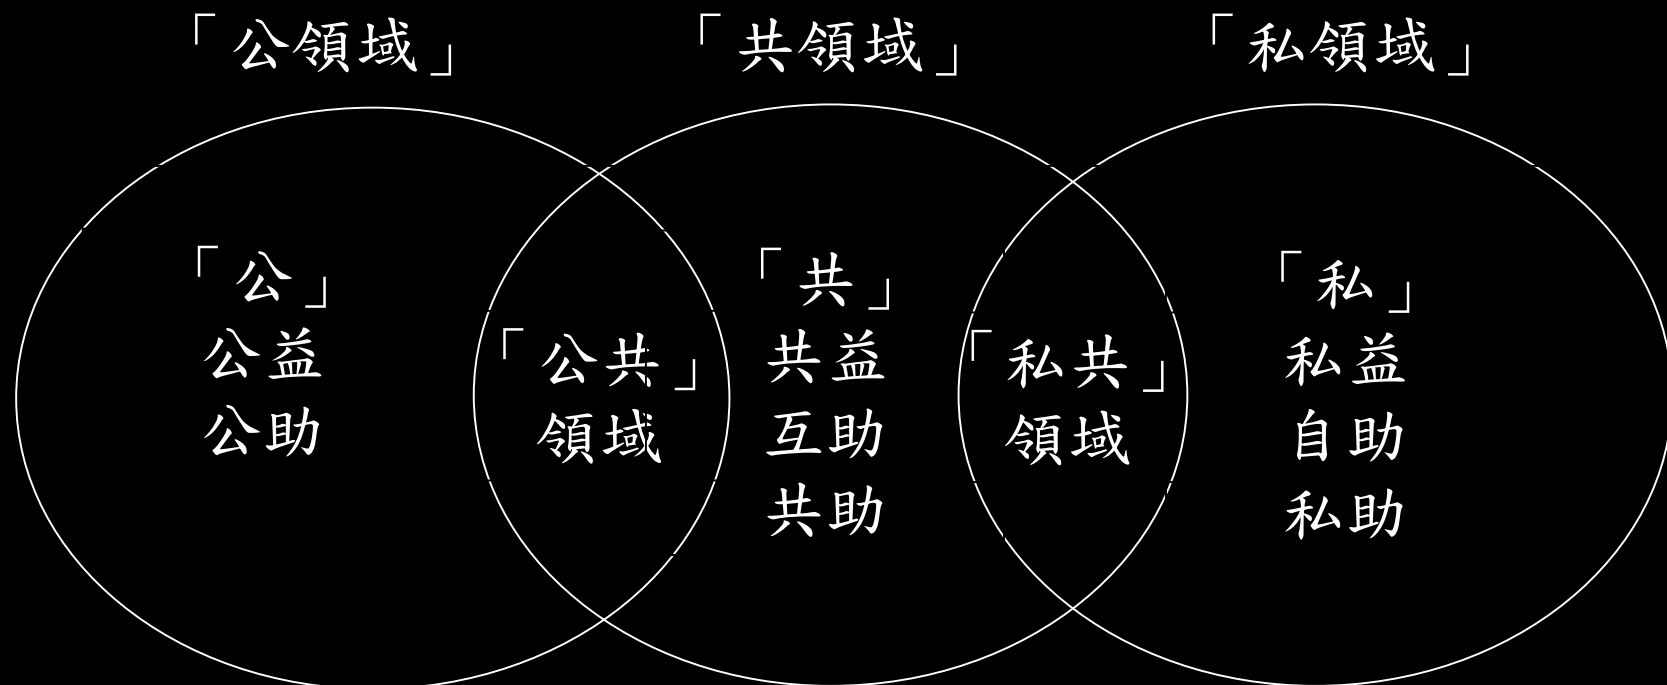 「公領域」
「共領域」
「私領域」
「公」
公益
公助
「公共」
領域
「共」
共益
互助
共助
「私共」
領域
「私」
私益
自助
私助